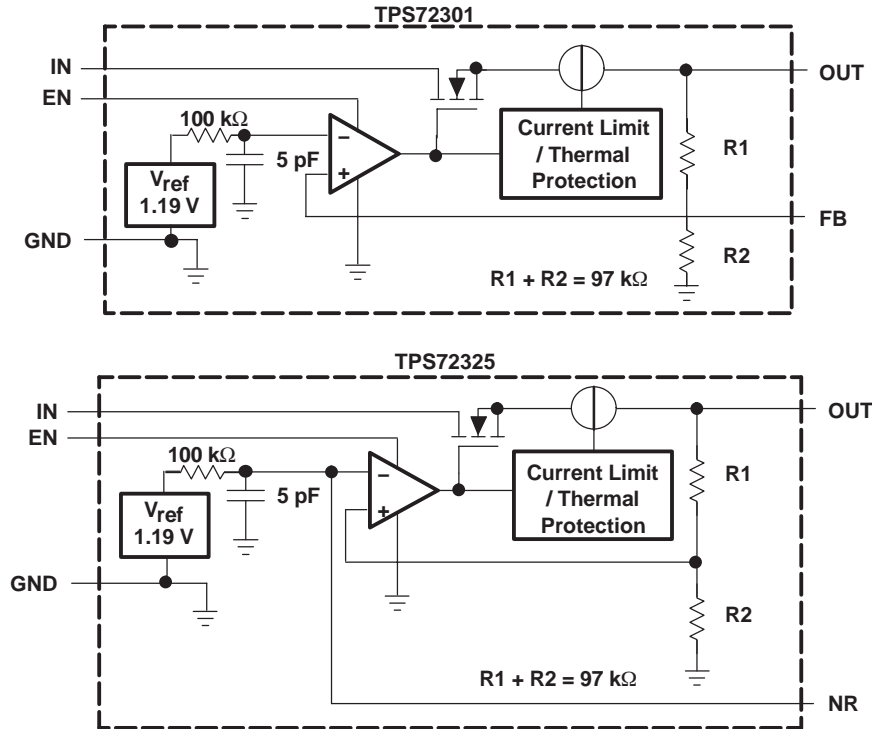 TPS72301
IN
OUT
EN
100 kΩ
−
+
5 pF
Current Limit
/ Thermal
Protection
R1
Vref
1.19 V
FB
GND
R2
R1 + R2 = 97 kΩ
TPS72325
IN
OUT
EN
100 kΩ
−
+
5 pF
Current Limit
/ Thermal
Protection
R1
Vref
1.19 V
GND
R2
R1 + R2 = 97 kΩ
NR